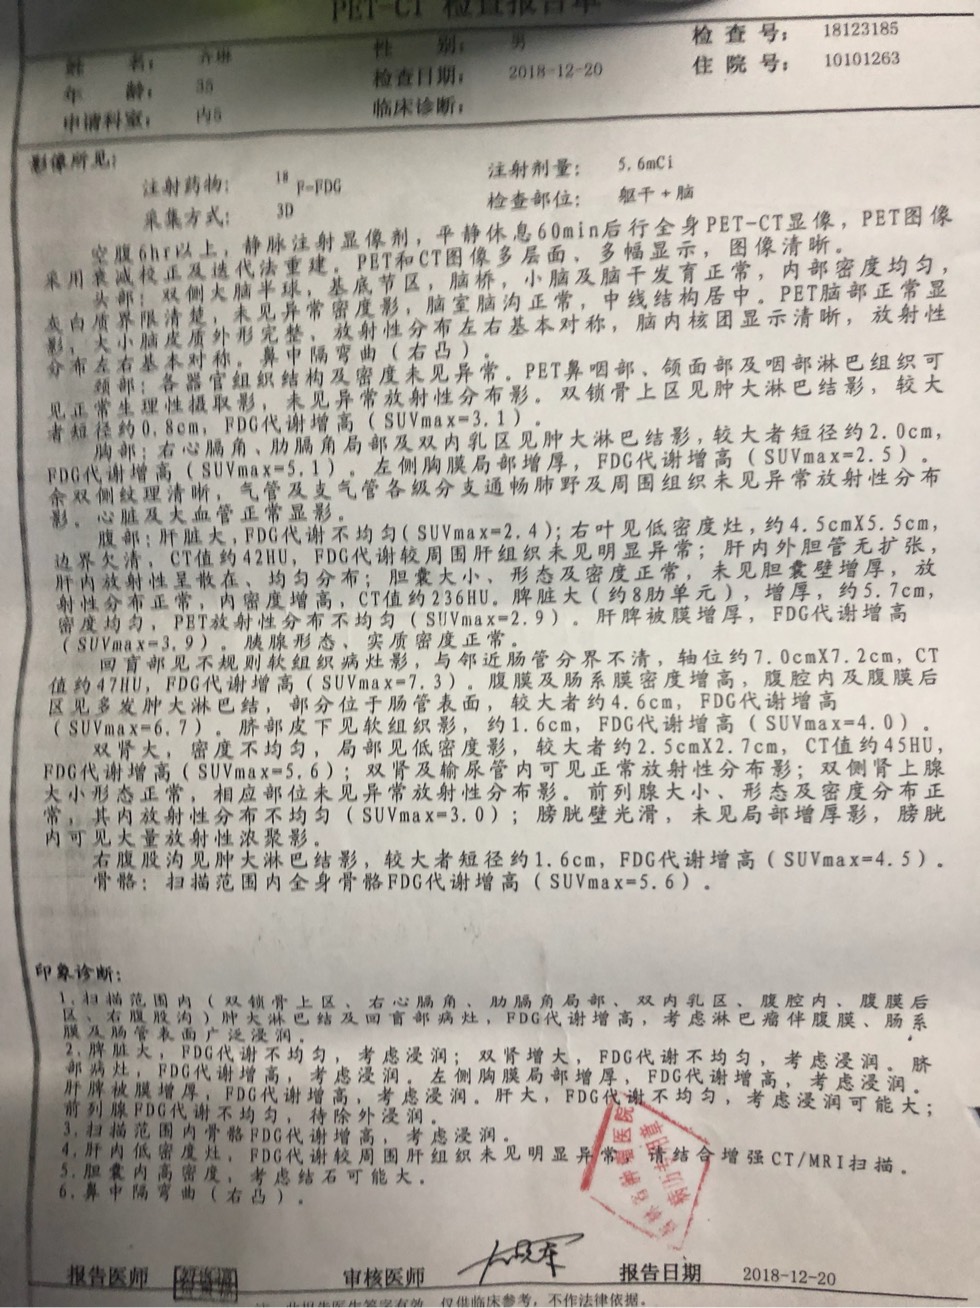 PET-CT 检查报告单
姓 名： 性 别： 男 检 查 号： 18123185
年 龄： 35 检查日期： 2018-12-20 住 院 号： 10101263
申请科室： 内5 临床诊断：
影像所见：
注射药物： 18 F-FDG 注射剂量： 5.6mCi
采集方式： 3D 检查部位： 躯干+脑
空腹6hr以上，静脉注射显像剂，平静休息60min后行全身PET-CT显像，PET图像
采用衰减校正及迭代法重建。PET和CT图像多层面，多幅显示，图像清晰。
头部：双侧大脑半球，基底节区，脑桥，小脑及脑干发育正常，内部密度均匀，
灰白质界限清楚，未见异常密度影，脑室脑沟正常，中线结构居中。PET脑部正常显
影，大小脑皮质外形完整、放射性分布左右基本对称，脑内核团显示清晰，放射性
分布左右基本对称。鼻中隔弯曲（右凸）。
颈部：各器官组织结构及密度未见异常。PET鼻咽部、颌面部及咽部淋巴组织可
见正常生理性摄取影，未见异常放射性分布影。双锁骨上区见肿大淋巴结影，较大
者短径约0.8cm，FDG代谢增高（SUVmax=3.1）。
胸部：右心膈角、肋膈角局部及双内乳区见肿大淋巴结影，较大者短径约2.0cm，
FDG代谢增高（SUVmax=5.1）。左侧胸膜局部增厚，FDG代谢增高（SUVmax=2.5）。
余双侧纹理清晰，气管及支气管各级分支通畅肺野及周围组织未见异常放射性分布
影。心脏及大血管正常显影。
腹部：肝脏大，FDG代谢不均匀（SUVmax=2.4）；右叶见低密度灶，约4.5cmX5.5cm，
边界欠清，CT值约42HU，FDG代谢较周围肝组织未见明显异常；肝内外胆管无扩张，
肝内放射性呈散在、均匀分布；胆囊大小、形态及密度正常，未见胆囊壁增厚，放
射性分布正常，内密度增高，CT值约236HU。脾脏大（约8肋单元），增厚，约5.7cm，
密度均匀，PET放射性分布不均匀（SUVmax=2.9）。肝脾被膜增厚，FDG代谢增高
（SUVmax=3.9）。胰腺形态、实质密度正常。
回盲部见不规则软组织病灶影，与邻近肠管分界不清，轴位约7.0cmX7.2cm，CT
值约47HU，FDG代谢增高（SUVmax=7.3）。腹膜及肠系膜密度增高，腹腔内及腹膜后
区见多发肿大淋巴结，部分位于肠管表面，较大者约4.6cm，FDG代谢增高
（SUVmax=6.7）。脐部皮下见软组织影，约1.6cm，FDG代谢增高（SUVmax=4.0）。
双肾大，密度不均匀，局部见低密度影，较大者约2.5cmX2.7cm，CT值约45HU，
FDG代谢增高（SUVmax=5.6）；双肾及输尿管内可见正常放射性分布影；双侧肾上腺
大小形态正常，相应部位未见异常放射性分布影。前列腺大小、形态及密度分布正
常，其内放射性分布不均匀（SUVmax=3.0）；膀胱壁光滑，未见局部增厚影，膀胱
内可见大量放射性浓聚影。
右腹股沟见肿大淋巴结影，较大者短径约1.6cm，FDG代谢增高（SUVmax=4.5）。
骨骼：扫描范围内全身骨骼FDG代谢增高（SUVmax=5.6）。
印象诊断：
1.扫描范围内（双锁骨上区、右心膈角、肋膈角局部、双内乳区、腹腔内、腹膜后
区、右腹股沟）肿大淋巴结及回盲部病灶，FDG代谢增高，考虑淋巴瘤伴腹膜、肠系
膜及肠管表面广泛浸润。
2.脾脏大，FDG代谢不均匀，考虑浸润；双肾增大，FDG代谢不均匀，考虑浸润。脐
部病灶，FDG代谢增高，考虑浸润。左侧胸膜局部增厚，FDG代谢增高，考虑浸润。
肝脾被膜增厚，FDG代谢增高，考虑浸润。肝大，FDG代谢不均匀，考虑浸润可能大；
前列腺FDG代谢不均匀，待除外浸润。
3.扫描范围内骨骼FDG代谢增高，考虑浸润。
4.肝内低密度灶，FDG代谢较周围肝组织未见明显异常，请结合增强CT/MRI扫描。
5.胆囊内高密度，考虑结石可能大。
6.鼻中隔弯曲（右凸）。
报告医师 审核医师 报告日期 2018-12-20
此报告医生签字有效，仅供临床参考，不作法律依据。